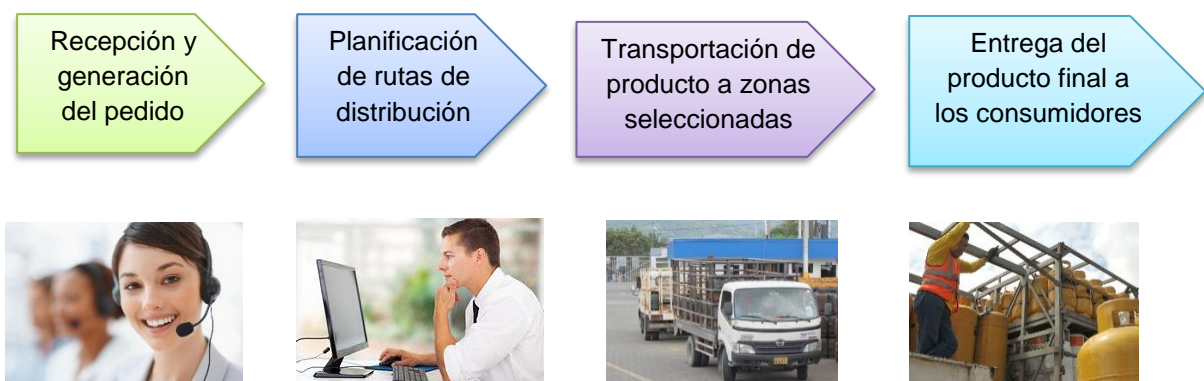 Recepción y
generación
del pedido
Planificación
de rutas de
distribución
Transportación de
producto a zonas
seleccionadas
Entrega del
producto final a
los consumidores